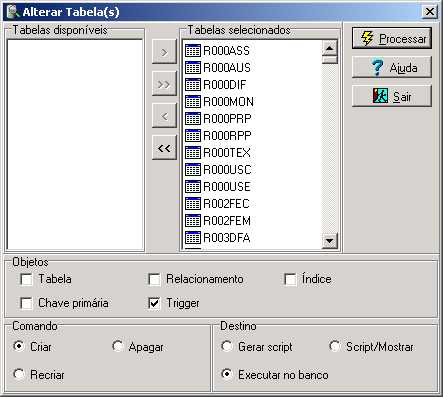 Alterar Tabela(s)
Tabelas disponíveis
Tabelas selecionados
>
>>
<
<<
R000ASS
R000AUS
R000DIF
R000MON
R000PRP
R000RPP
R000TEX
R000USC
R000USE
R002FEC
R002FEM
R003DFA
Processar
Ajuda
Sair
Objetos
Tabela
Relacionamento
Índice
Chave primária
Trigger
Comando
Criar
Apagar
Recriar
Destino
Gerar script
Script/Mostrar
Executar no banco